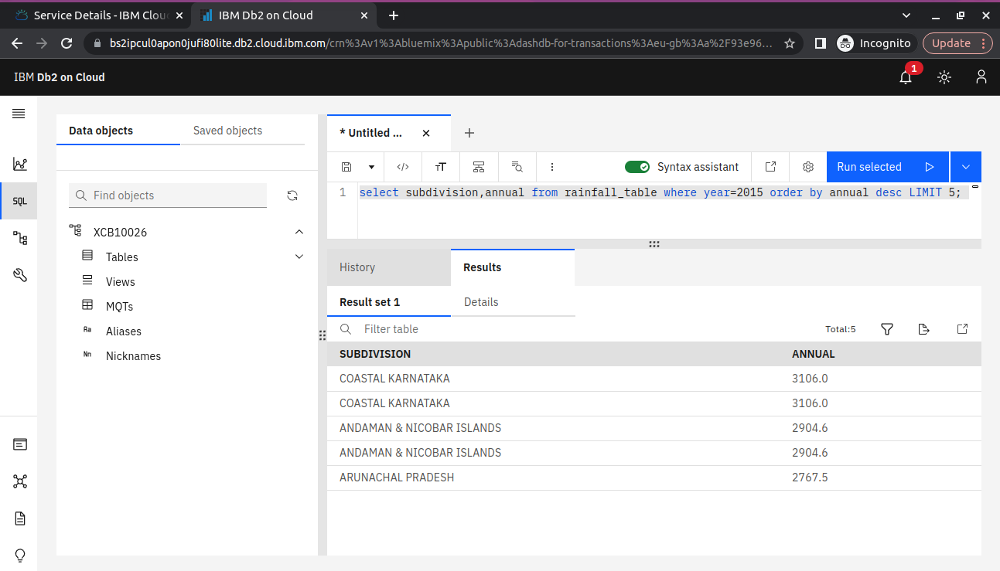 Service Details - IBM Clou
IBM Db2 on Cloud
bs2ipcul0apon0jufi80lite.db2.cloud.ibm.com/crn%3Av1%3Abluemix%3Apublic%3Adashdb-for-transactions%3Aeu-gb%3Aa%2F93e96...
Incognito
Update
IBM Db2 on Cloud
1
Data objects
Saved objects
* Untitled ...
SQL
Find objects
XCB10026
Tables
Views
MQTs
Aa Aliases
Nn Nicknames
</>
TT
Syntax assistant
Run selected
1 select subdivision,annual from rainfall_table where year=2015 order by annual desc LIMIT 5;
History
Results
Result set 1
Details
Filter table
Total:5
SUBDIVISION ANNUAL
COASTAL KARNATAKA 3106.0
COASTAL KARNATAKA 3106.0
ANDAMAN & NICOBAR ISLANDS 2904.6
ANDAMAN & NICOBAR ISLANDS 2904.6
ARUNACHAL PRADESH 2767.5